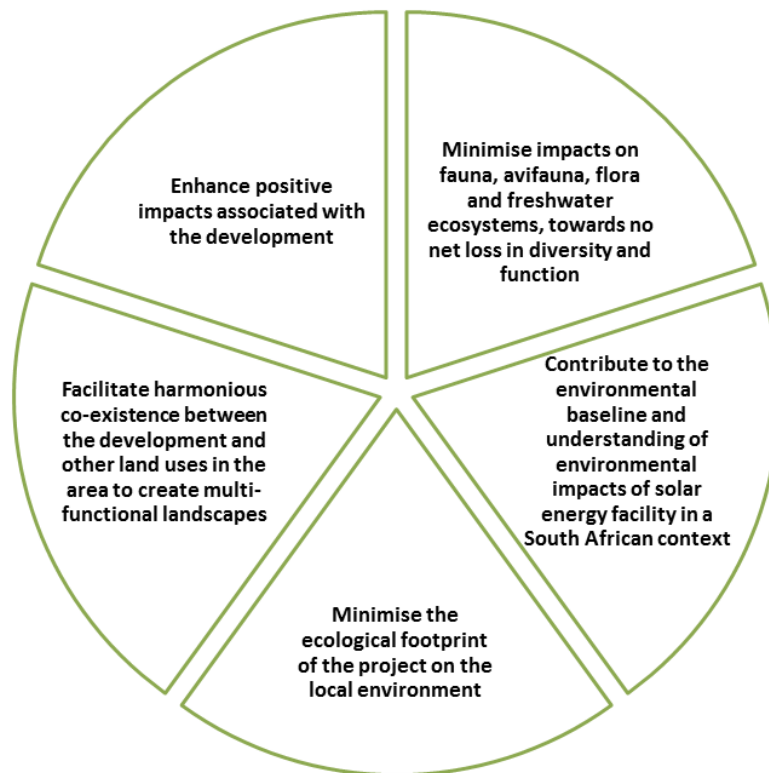 Enhance positive
impacts associated with
the development
Minimise impacts on
fauna, avifauna, flora
and freshwater
ecosystems, towards no
net loss in diversity and
function
Contribute to the
environmental
baseline and
understanding of
environmental
impacts of solar
energy facility in a
South African context
Minimise the
ecological footprint
of the project on the
local environment
Facilitate harmonious
co-existence between
the development and
other land uses in the
area to create multi-
functional landscapes